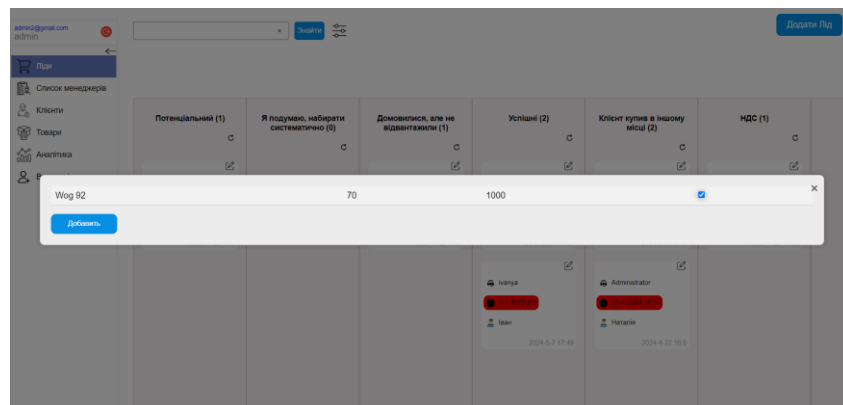 admin2@gmail.com
admin
Знайти
Додати Лід
Ліди
Список менеджерів
Клієнти
Товари
Аналітика
Потенціальний (1)
Я подумаю, набирати систематично (0)
Домовилися, але не відвантажили (1)
Успішні (2)
Клієнт купив в іншому місці (2)
НДС (1)
Wog 92
70
1000
Добавить
ivanya
Administrator
Іван
Наталія
2024-5-7 17:49